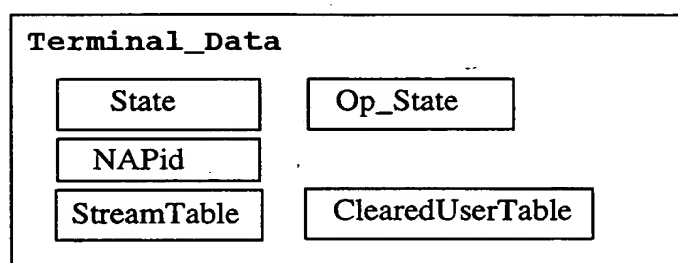 Terminal_Data
State
Op_State
NAPid
StreamTable
ClearedUserTable